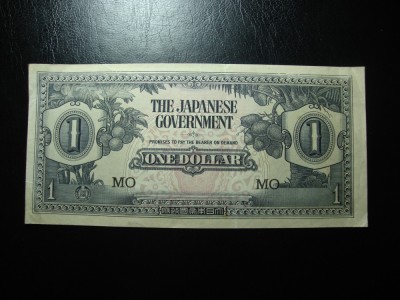 THE JAPANESE
GOVERNMENT
PROMISES TO PAY THE BEARER ON DEMAND
1 1
ONE DOLLAR
MO MO
1 1